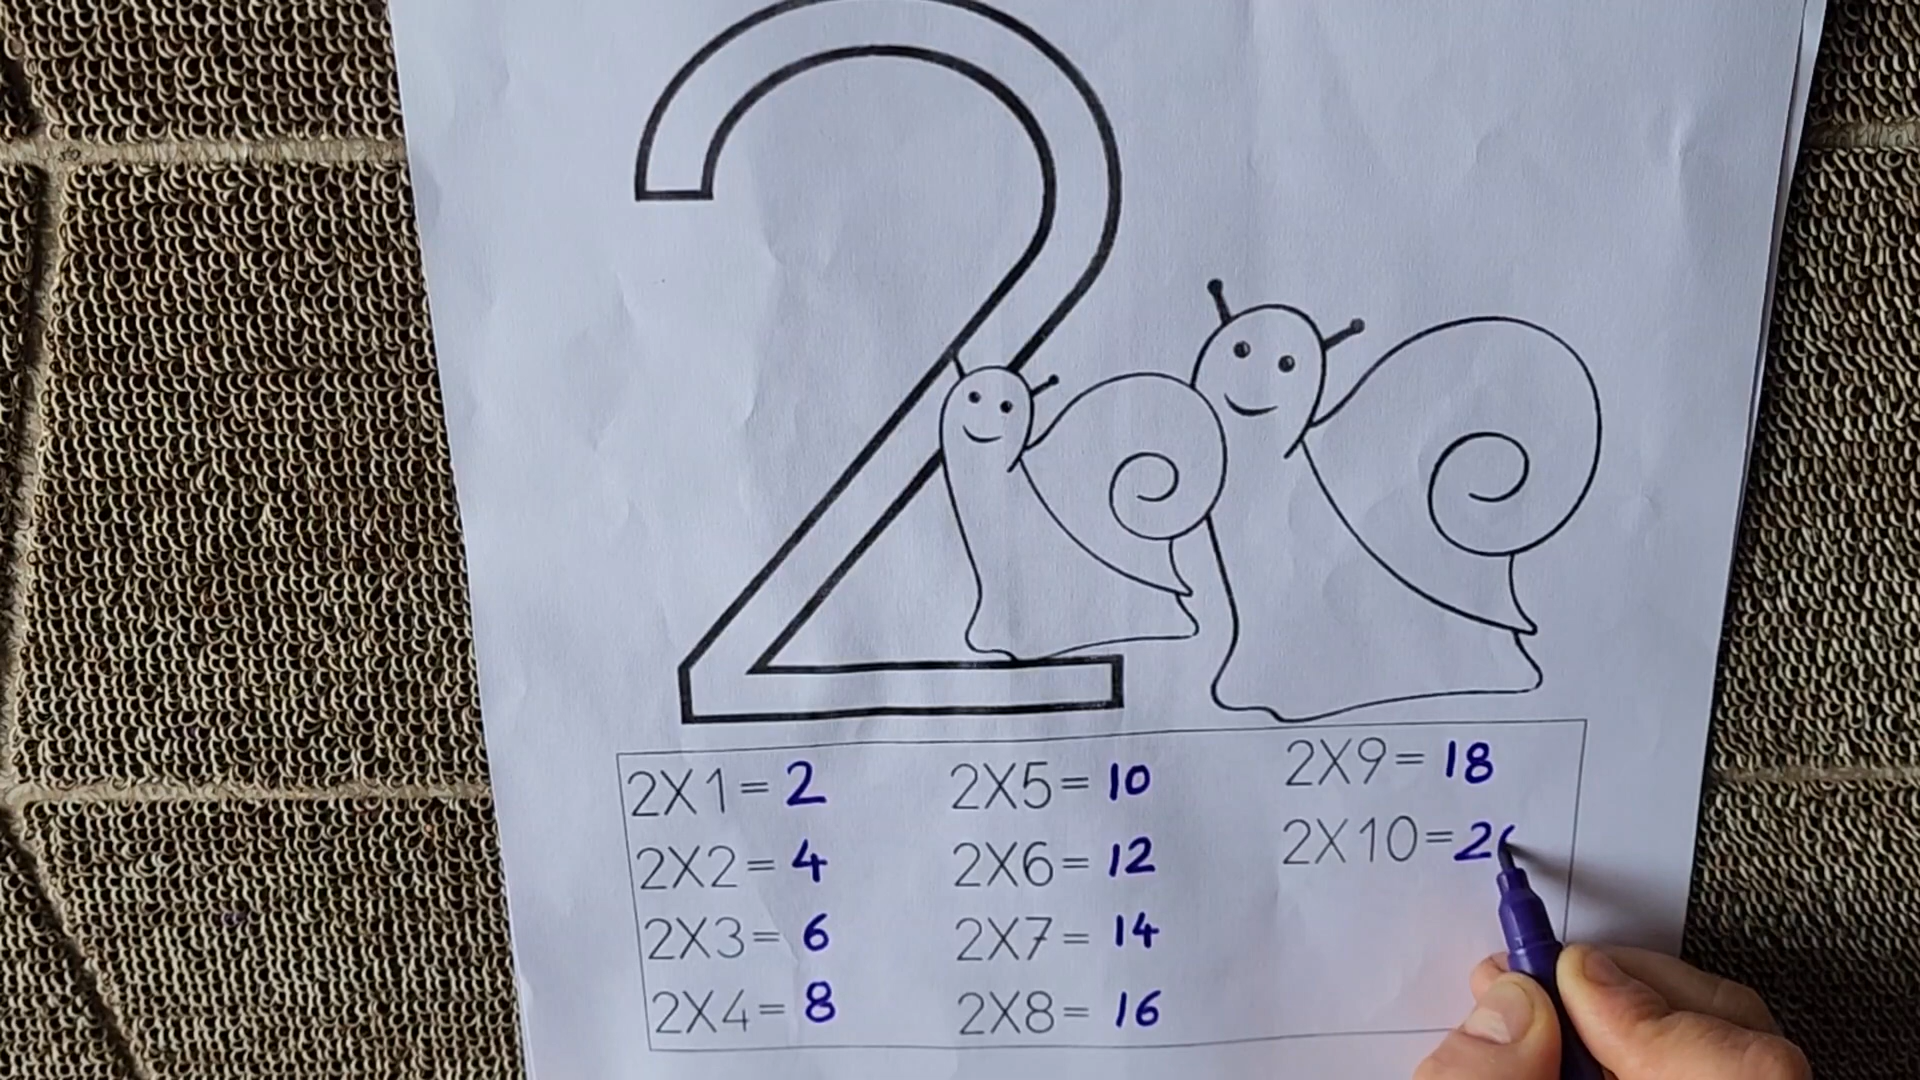 2
2X1= 2
2X2= 4
2X3= 6
2X4= 8
2X5= 10
2X6= 12
2X7= 14
2X8= 16
2X9= 18
2X10=2